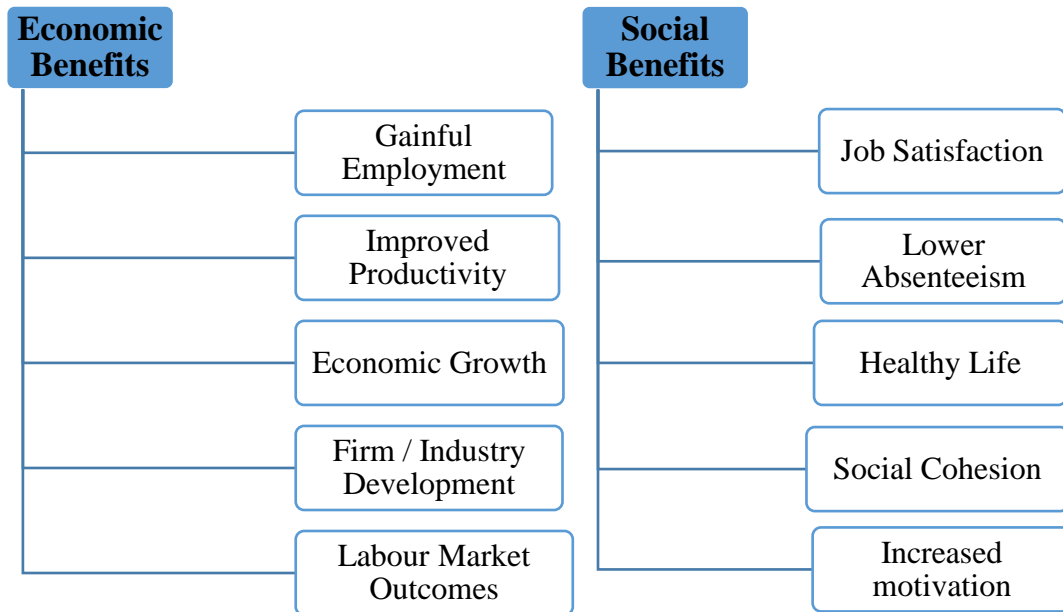 Economic
Benefits
Gainful
Employment
Improved
Productivity
Economic Growth
Firm / Industry
Development
Labour Market
Outcomes
Social
Benefits
Job Satisfaction
Lower
Absenteeism
Healthy Life
Social Cohesion
Increased
motivation